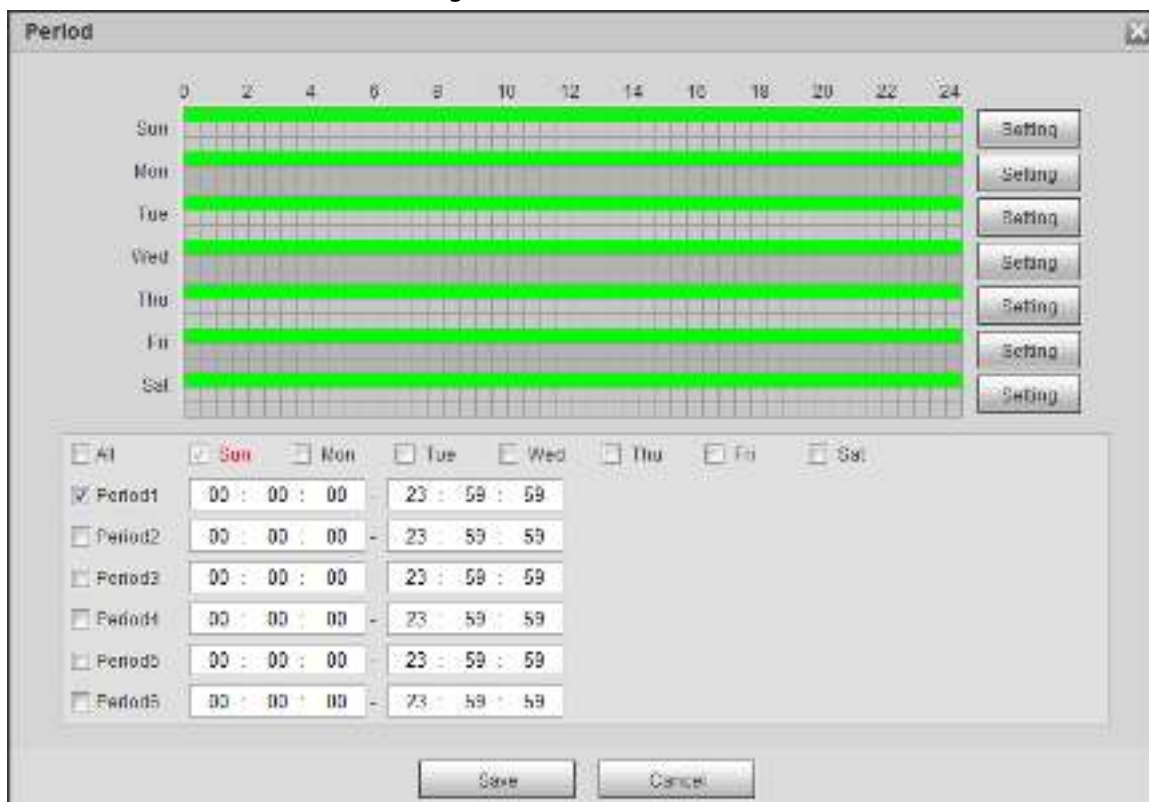 Period
0 2 4 6 8 10 12 14 16 18 20 22 24
Sun Setting
Mon Setting
Tue Setting
Wed Setting
Thu Setting
Fri Setting
Sat Setting
All Sun Mon Tue Wed Thu Fri Sat
Period1 00 : 00 : 00 - 23 : 59 : 59
Period2 00 : 00 : 00 - 23 : 59 : 59
Period3 00 : 00 : 00 - 23 : 59 : 59
Period4 00 : 00 : 00 - 23 : 59 : 59
Period5 00 : 00 : 00 - 23 : 59 : 59
Period6 00 : 00 : 00 - 23 : 59 : 59
Save Cancel